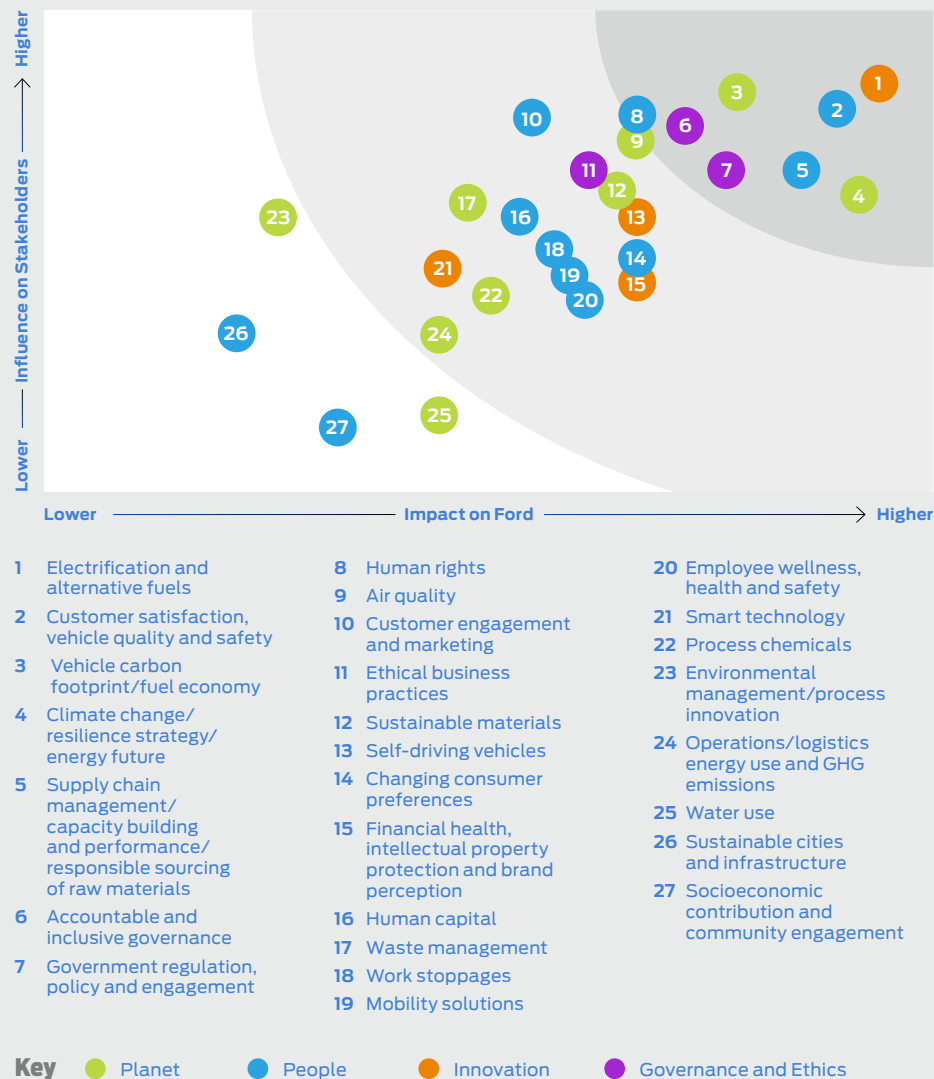 Higher
Influence on Stakeholders
Lower
1
2
3
8
10
6
9
11
7
5
12
4
17
16
13
23
18
14
21
19
15
22
20
26
24
25
27
Lower
Impact on Ford
Higher
1 Electrification and
alternative fuels
2 Customer satisfaction,
vehicle quality and safety
3 Vehicle carbon
footprint/fuel economy
4 Climate change/
resilience strategy/
energy future
5 Supply chain
management/
capacity building
and performance/
responsible sourcing
of raw materials
6 Accountable and
inclusive governance
7 Government regulation,
policy and engagement
8 Human rights
9 Air quality
10 Customer engagement
and marketing
11 Ethical business
practices
12 Sustainable materials
13 Self-driving vehicles
14 Changing consumer
preferences
15 Financial health,
intellectual property
protection and brand
perception
16 Human capital
17 Waste management
18 Work stoppages
19 Mobility solutions
20 Employee wellness,
health and safety
21 Smart technology
22 Process chemicals
23 Environmental
management/process
innovation
24 Operations/logistics
energy use and GHG
emissions
25 Water use
26 Sustainable cities
and infrastructure
27 Socioeconomic
contribution and
community engagement
Key Planet People Innovation Governance and Ethics